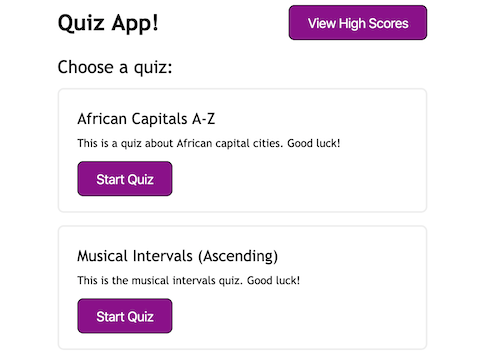 Quiz App!
View High Scores
Choose a quiz:
African Capitals A-Z
This is a quiz about African capital cities. Good luck!
Start Quiz
Musical Intervals (Ascending)
This is the musical intervals quiz. Good luck!
Start Quiz